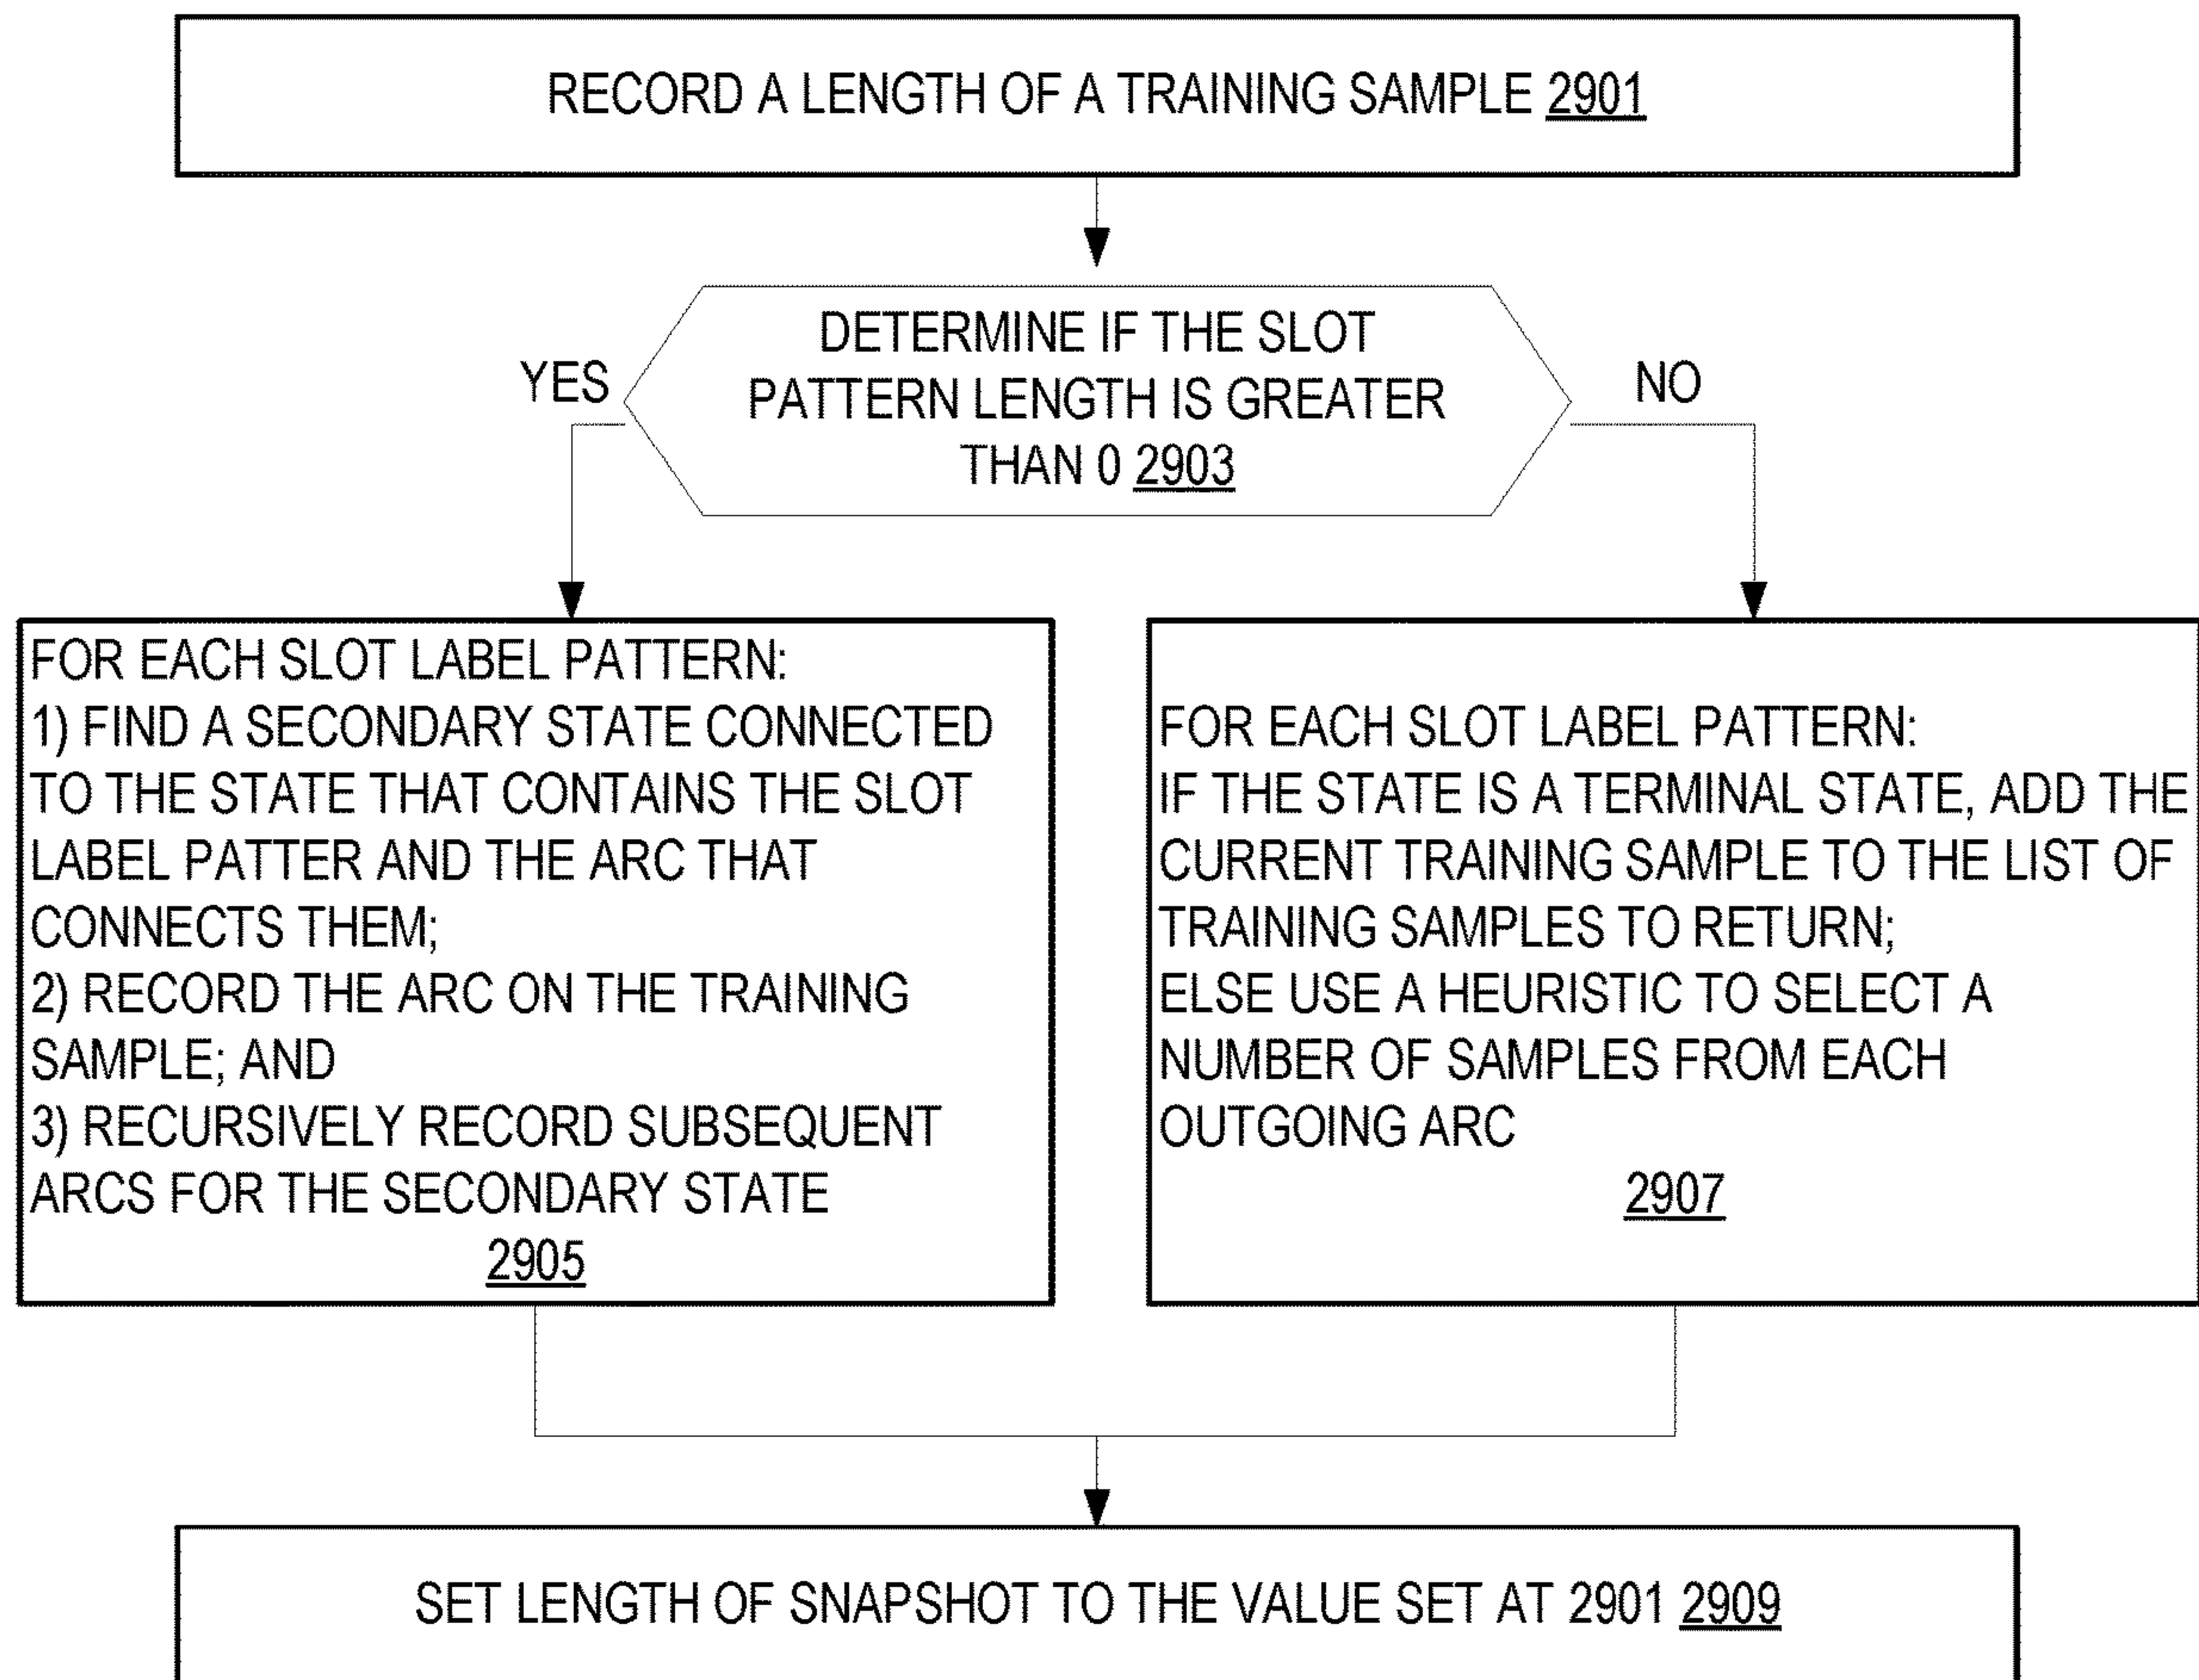 RECORD A LENGTH OF A TRAINING SAMPLE 2901
DETERMINE IF THE SLOT
PATTERN LENGTH IS GREATER
THAN 0 2903
YES
NO
FOR EACH SLOT LABEL PATTERN:
1) FIND A SECONDARY STATE CONNECTED
TO THE STATE THAT CONTAINS THE SLOT
LABEL PATTER AND THE ARC THAT
CONNECTS THEM;
2) RECORD THE ARC ON THE TRAINING
SAMPLE; AND
3) RECURSIVELY RECORD SUBSEQUENT
ARCS FOR THE SECONDARY STATE
2905
FOR EACH SLOT LABEL PATTERN:
IF THE STATE IS A TERMINAL STATE, ADD THE
CURRENT TRAINING SAMPLE TO THE LIST OF
TRAINING SAMPLES TO RETURN;
ELSE USE A HEURISTIC TO SELECT A
NUMBER OF SAMPLES FROM EACH
OUTGOING ARC
2907
SET LENGTH OF SNAPSHOT TO THE VALUE SET AT 2901 2909